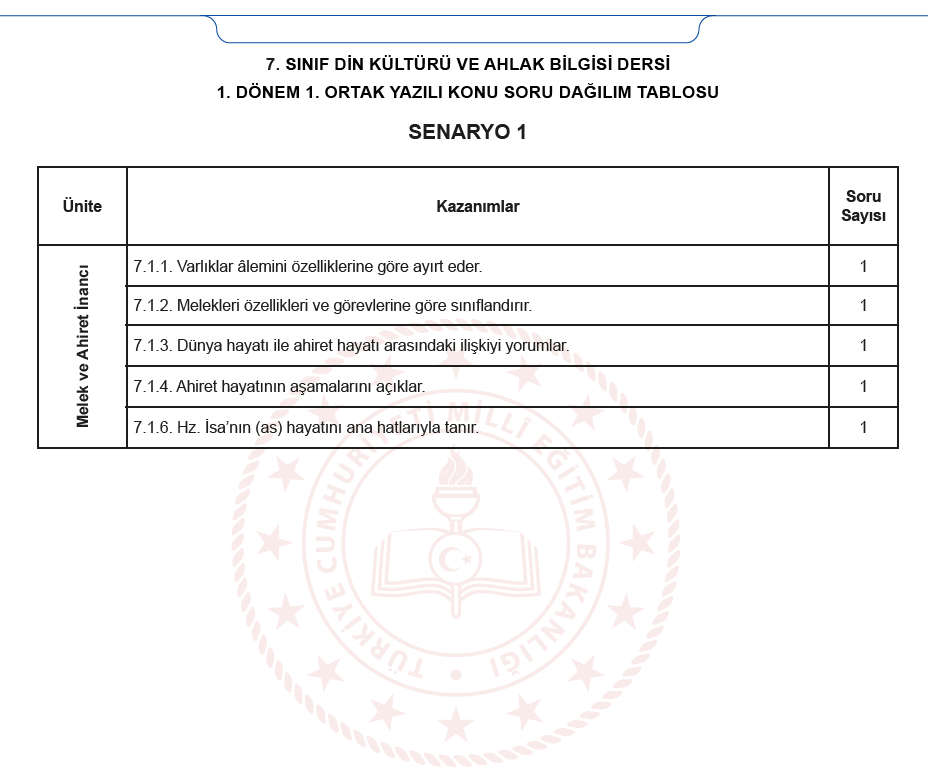 7. SINIF DİN KÜLTÜRÜ VE AHLAK BİLGİSİ DERSİ
1. DÖNEM 1. ORTAK YAZILI KONU SORU DAĞILIM TABLOSU
SENARYO 1
Ünite
Kazanımlar
Soru
Sayısı
Melek ve Ahiret İnancı
7.1.1. Varlıklar âlemini özelliklerine göre ayırt eder.
1
7.1.2. Melekleri özellikleri ve görevlerine göre sınıflandırır.
1
7.1.3. Dünya hayatı ile ahiret hayatı arasındaki ilişkiyi yorumlar.
1
7.1.4. Ahiret hayatının aşamalarını açıklar.
1
7.1.6. Hz. İsa’nın (as) hayatını ana hatlarıyla tanır.
1
TÜRKİYE CUMHURİYETİ MİLLÎ EĞİTİM BAKANLIĞI